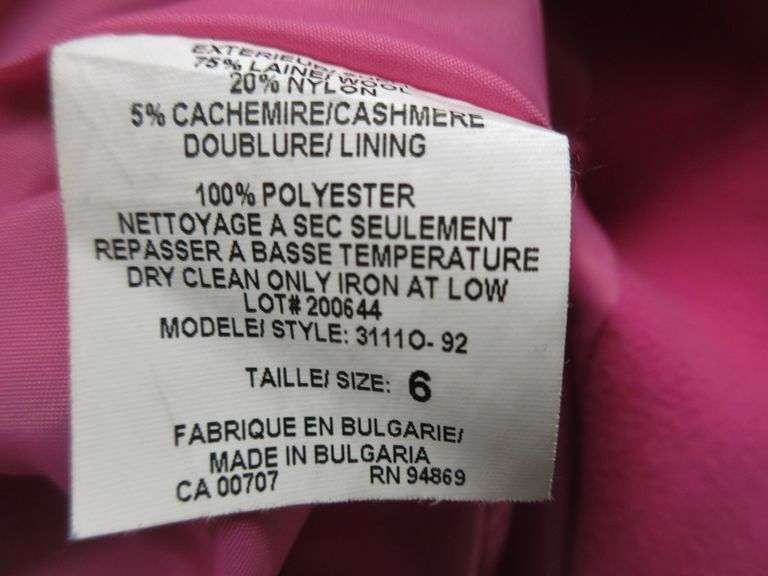 75% LAINE/ WOOL
20% NYLON
5% CACHEMIRE/CASHMERE
DOUBLURE/ LINING
100% POLYESTER
NETTOYAGE A SEC SEULEMENT
REPASSER A BASSE TEMPERATURE
DRY CLEAN ONLY IRON AT LOW
LOT# 200644
MODELE/ STYLE: 3111O- 92
TAILLE/ SIZE: 6
FABRIQUE EN BULGARIE/
MADE IN BULGARIA
CA 00707 RN 94869